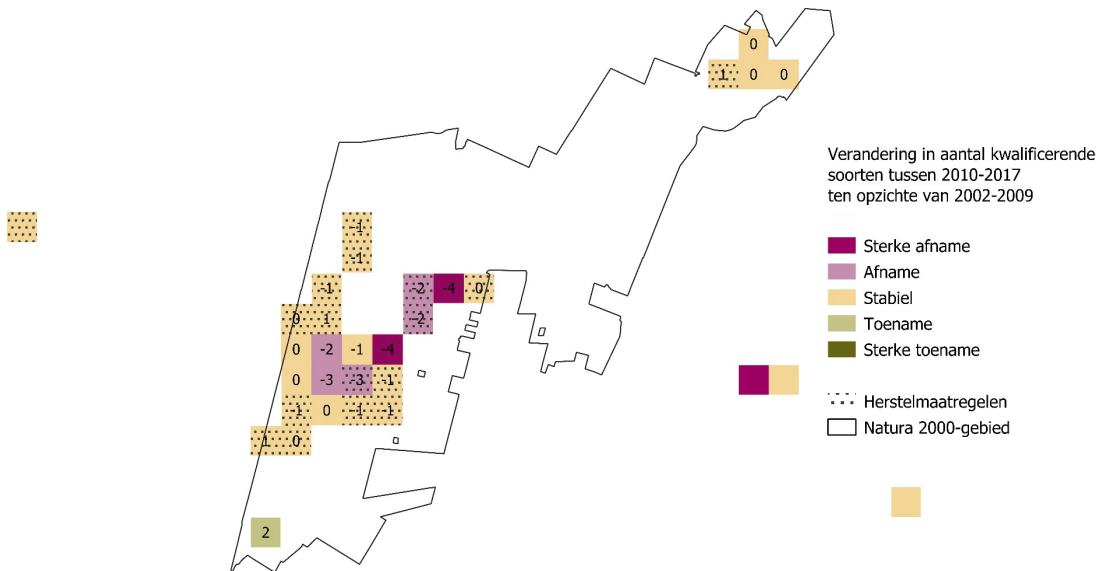 0
1 0 0
Verandering in aantal kwalificerende
soorten tussen 2010-2017
ten opzichte van 2002-2009
-1
-1
Sterke afname
Afname
-1 -2 -4 0
Stabiel
0 1 -2
Toename
0 -2 -1 -4
Sterke toename
0 -3 -3 -1
Herstelmaatregelen
-1 0 -1 -1
Natura 2000-gebied
1 0
2